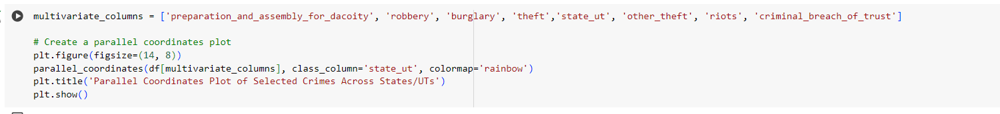 multivariate_columns = ['preparation_and_assembly_for_dacoity', 'robbery', 'burglary', 'theft','state_ut', 'other_theft', 'riots', 'criminal_breach_of_trust']
# Create a parallel coordinates plot
plt.figure(figsize=(14, 8))
parallel_coordinates(df[multivariate_columns], class_column='state_ut', colormap='rainbow')
plt.title('Parallel Coordinates Plot of Selected Crimes Across States/UTs')
plt.show()